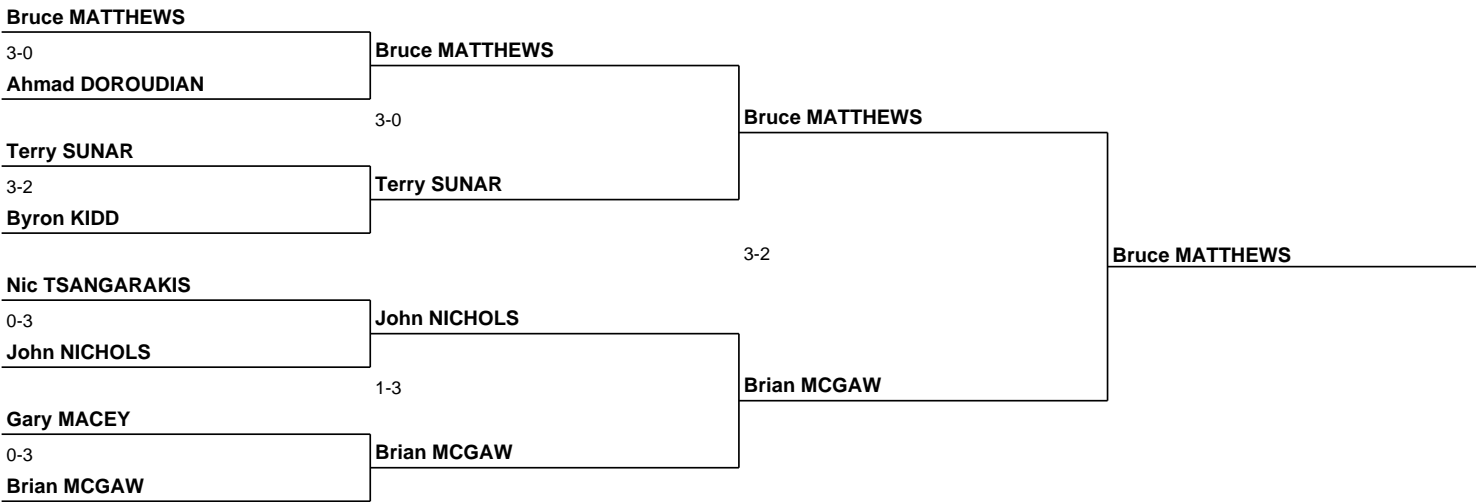 Bruce MATTHEWS
3-0
Bruce MATTHEWS
Ahmad DOROUDIAN
3-0
Bruce MATTHEWS
Terry SUNAR
3-2
Terry SUNAR
Byron KIDD
3-2
Bruce MATTHEWS
Nic TSANGARAKIS
0-3
John NICHOLS
John NICHOLS
1-3
Brian MCGAW
Gary MACEY
0-3
Brian MCGAW
Brian MCGAW